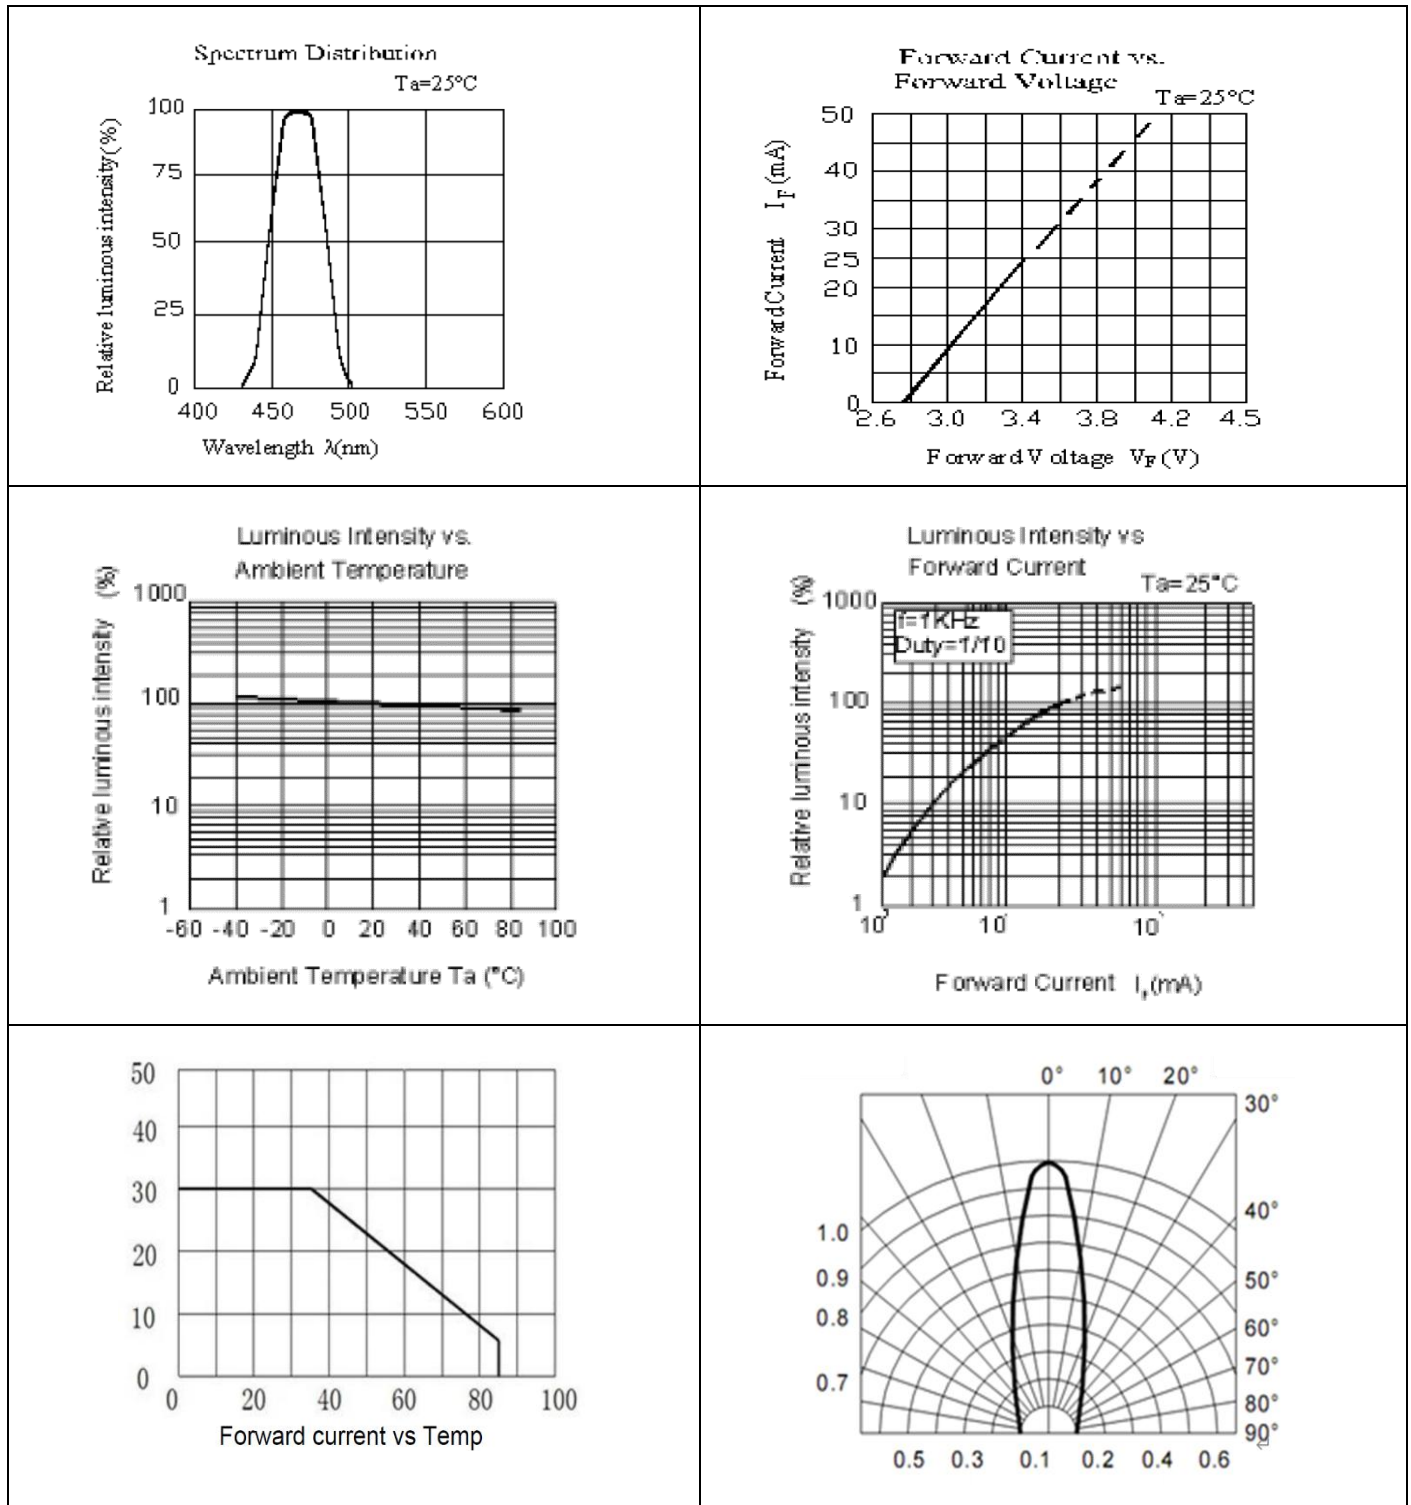 Spectrum Distribution
Ta=25°C
Relative luminous intensity(%)
100
75
50
25
0
400 450 500 550 600
Wavelength λ(nm)
Forward Current vs.
Forward Voltage
Ta=25°C
Forward Current IF(mA)
50
40
30
25
20
10
0
2.6 3.0 3.4 3.8 4.2 4.5
Forward Voltage VF(V)
Luminous Intensity vs.
Ambient Temperature
Relative luminous intensity (%)
1000
100
10
1
-60 -40 -20 0 20 40 60 80 100
Ambient Temperature Ta (°C)
Luminous Intensity vs
Forward Current
Ta=25°C
Relative luminous intensity (%)
1000
f=1KHz
Duty=1/10
100
10
1
10 10 10
Forward Current IF(mA)
50
40
30
20
10
0
0 20 40 60 80 100
Forward current vs Temp
0° 10° 20°
30°
40°
1.0
0.9
50°
0.8
60°
70°
0.7
80°
90°
0.5 0.3 0.1 0.2 0.4 0.6